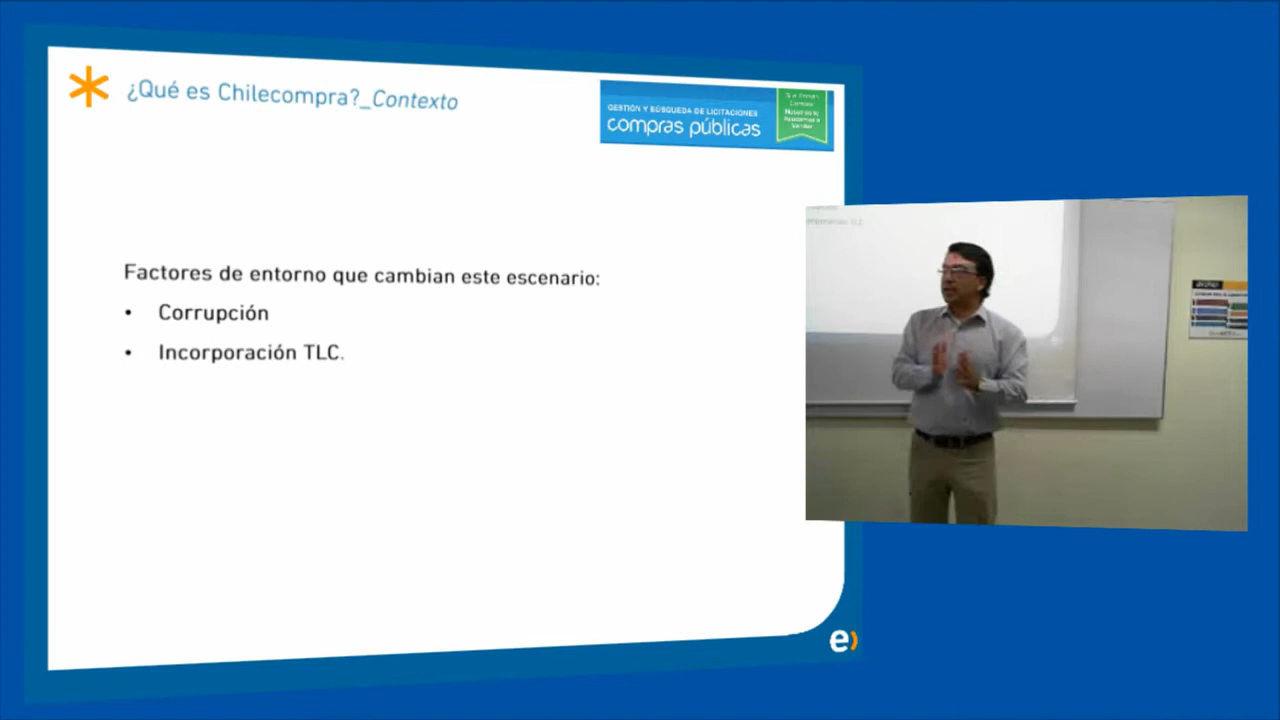 ¿Qué es Chilecompra?_Contexto
GESTIÓN Y BÚSQUEDA DE LICITACIONES
compras públicas
Factores de entorno que cambian este escenario:
• Corrupción
• Incorporación TLC.
e)